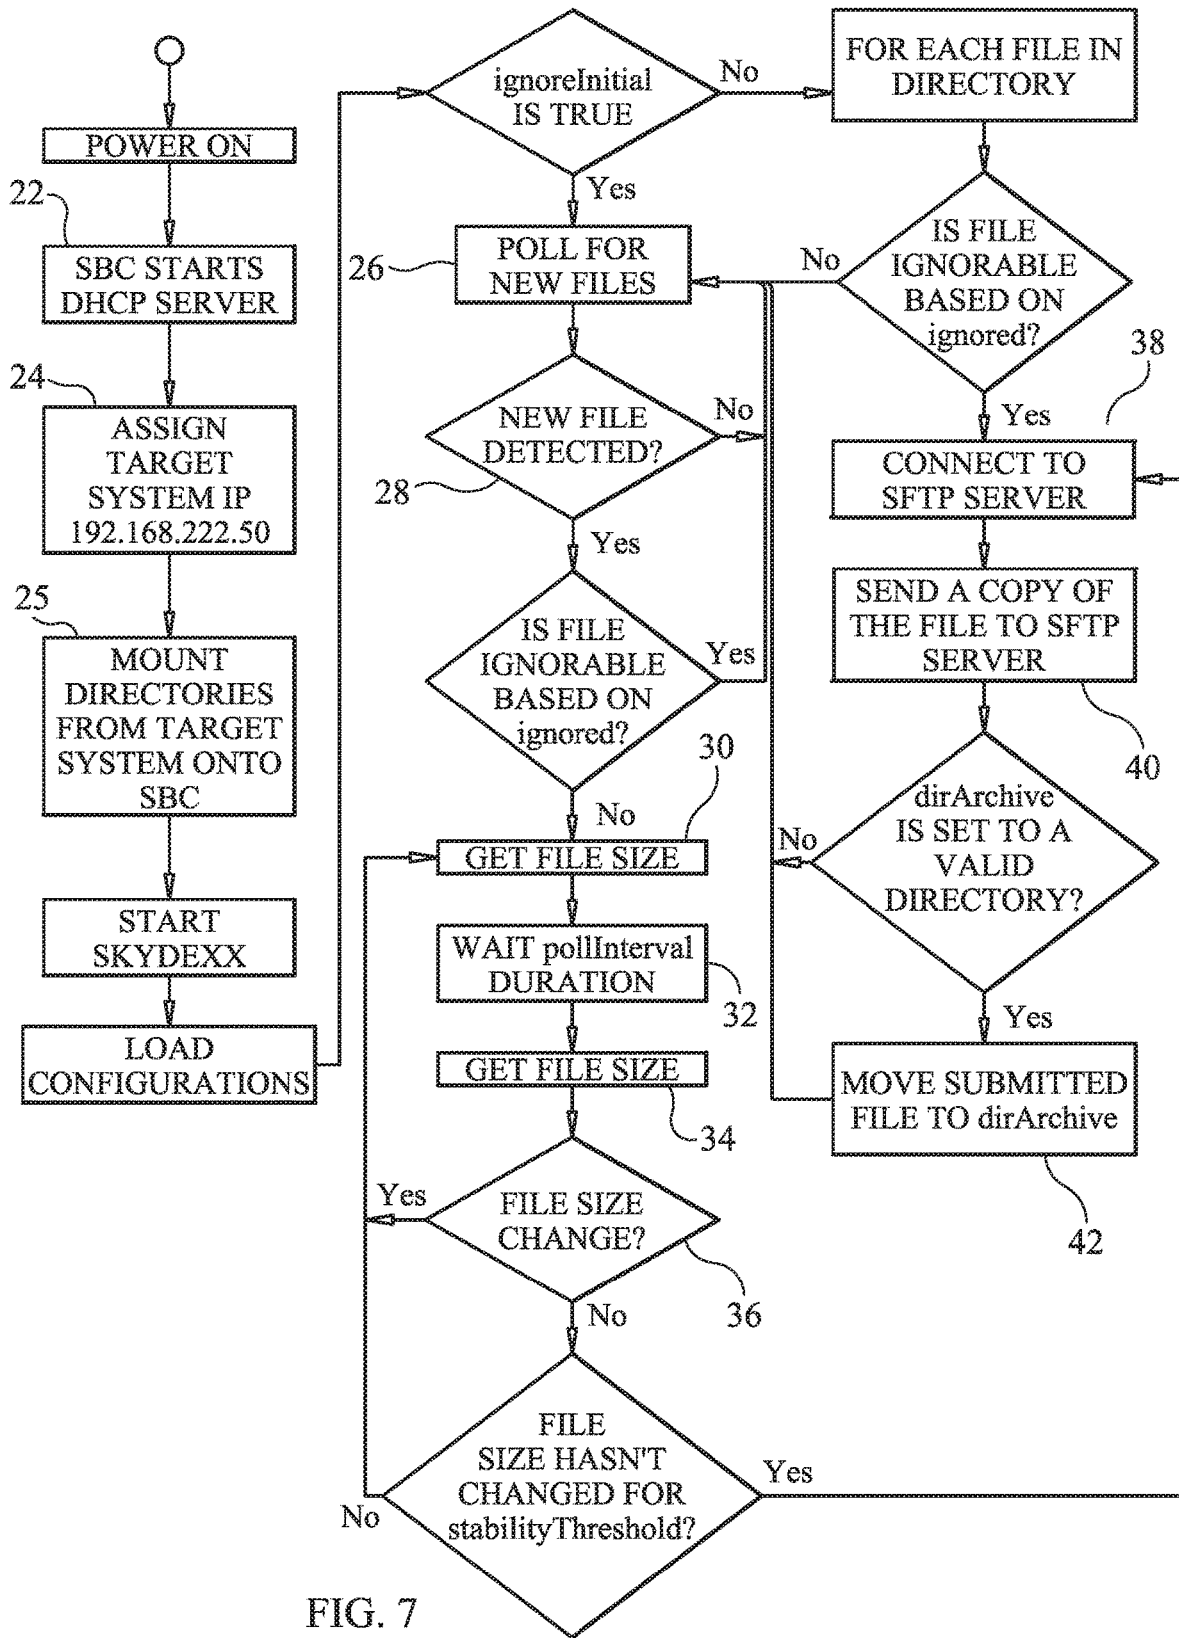 POWER ON
22
SBC STARTS
DHCP SERVER
24
ASSIGN
TARGET
SYSTEM IP
192.168.222.50
25
MOUNT
DIRECTORIES
FROM TARGET
SYSTEM ONTO
SBC
START
SKYDEXX
LOAD
CONFIGURATIONS
ignoreInitial
IS TRUE
No
Yes
26
POLL FOR
NEW FILES
NEW FILE
DETECTED?
No
28
Yes
IS FILE
IGNORABLE
BASED ON
ignored?
Yes
No
30
GET FILE SIZE
WAIT pollInterval
DURATION
32
GET FILE SIZE
34
FILE SIZE
CHANGE?
Yes
36
No
FILE
SIZE HASN'T
CHANGED FOR
stabilityThreshold?
No
Yes
FOR EACH FILE IN
DIRECTORY
IS FILE
IGNORABLE
BASED ON
ignored?
No
Yes
38
CONNECT TO
SFTP SERVER
SEND A COPY OF
THE FILE TO SFTP
SERVER
40
dirArchive
IS SET TO A
VALID
DIRECTORY?
No
Yes
MOVE SUBMITTED
FILE TO dirArchive
42
FIG. 7